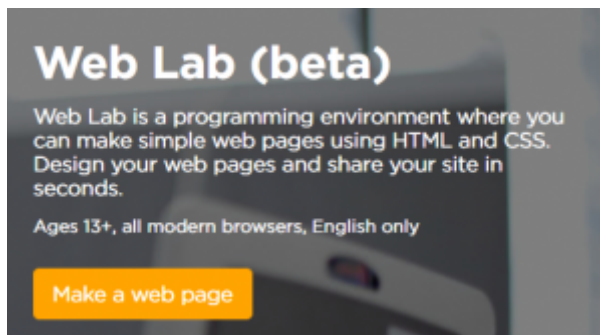 Web Lab (beta)
Web Lab is a programming environment where you
can make simple web pages using HTML and CSS.
Design your web pages and share your site in
seconds.
Ages 13+, all modern browsers, English only
Make a web page